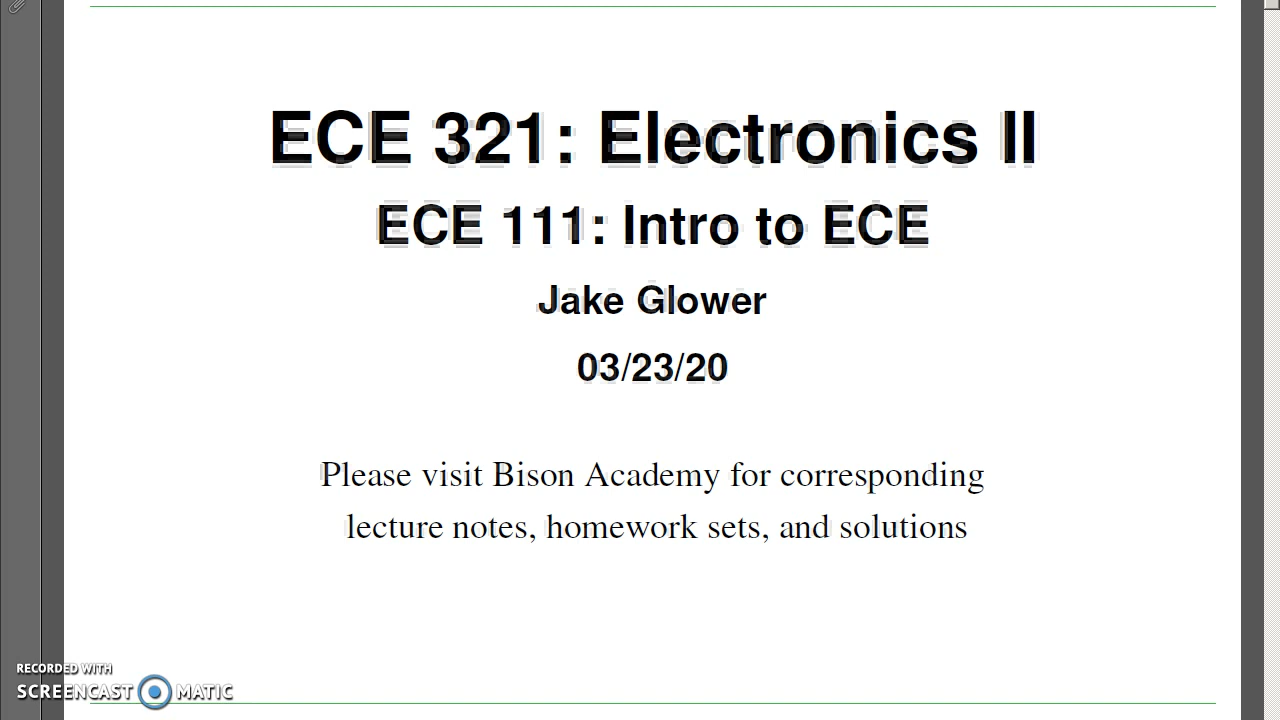 ECE 321: Electronics II
ECE 111: Intro to ECE
Jake Glower
03/23/20
Please visit Bison Academy for corresponding
lecture notes, homework sets, and solutions
RECORDED WITH
SCREENCAST MATIC